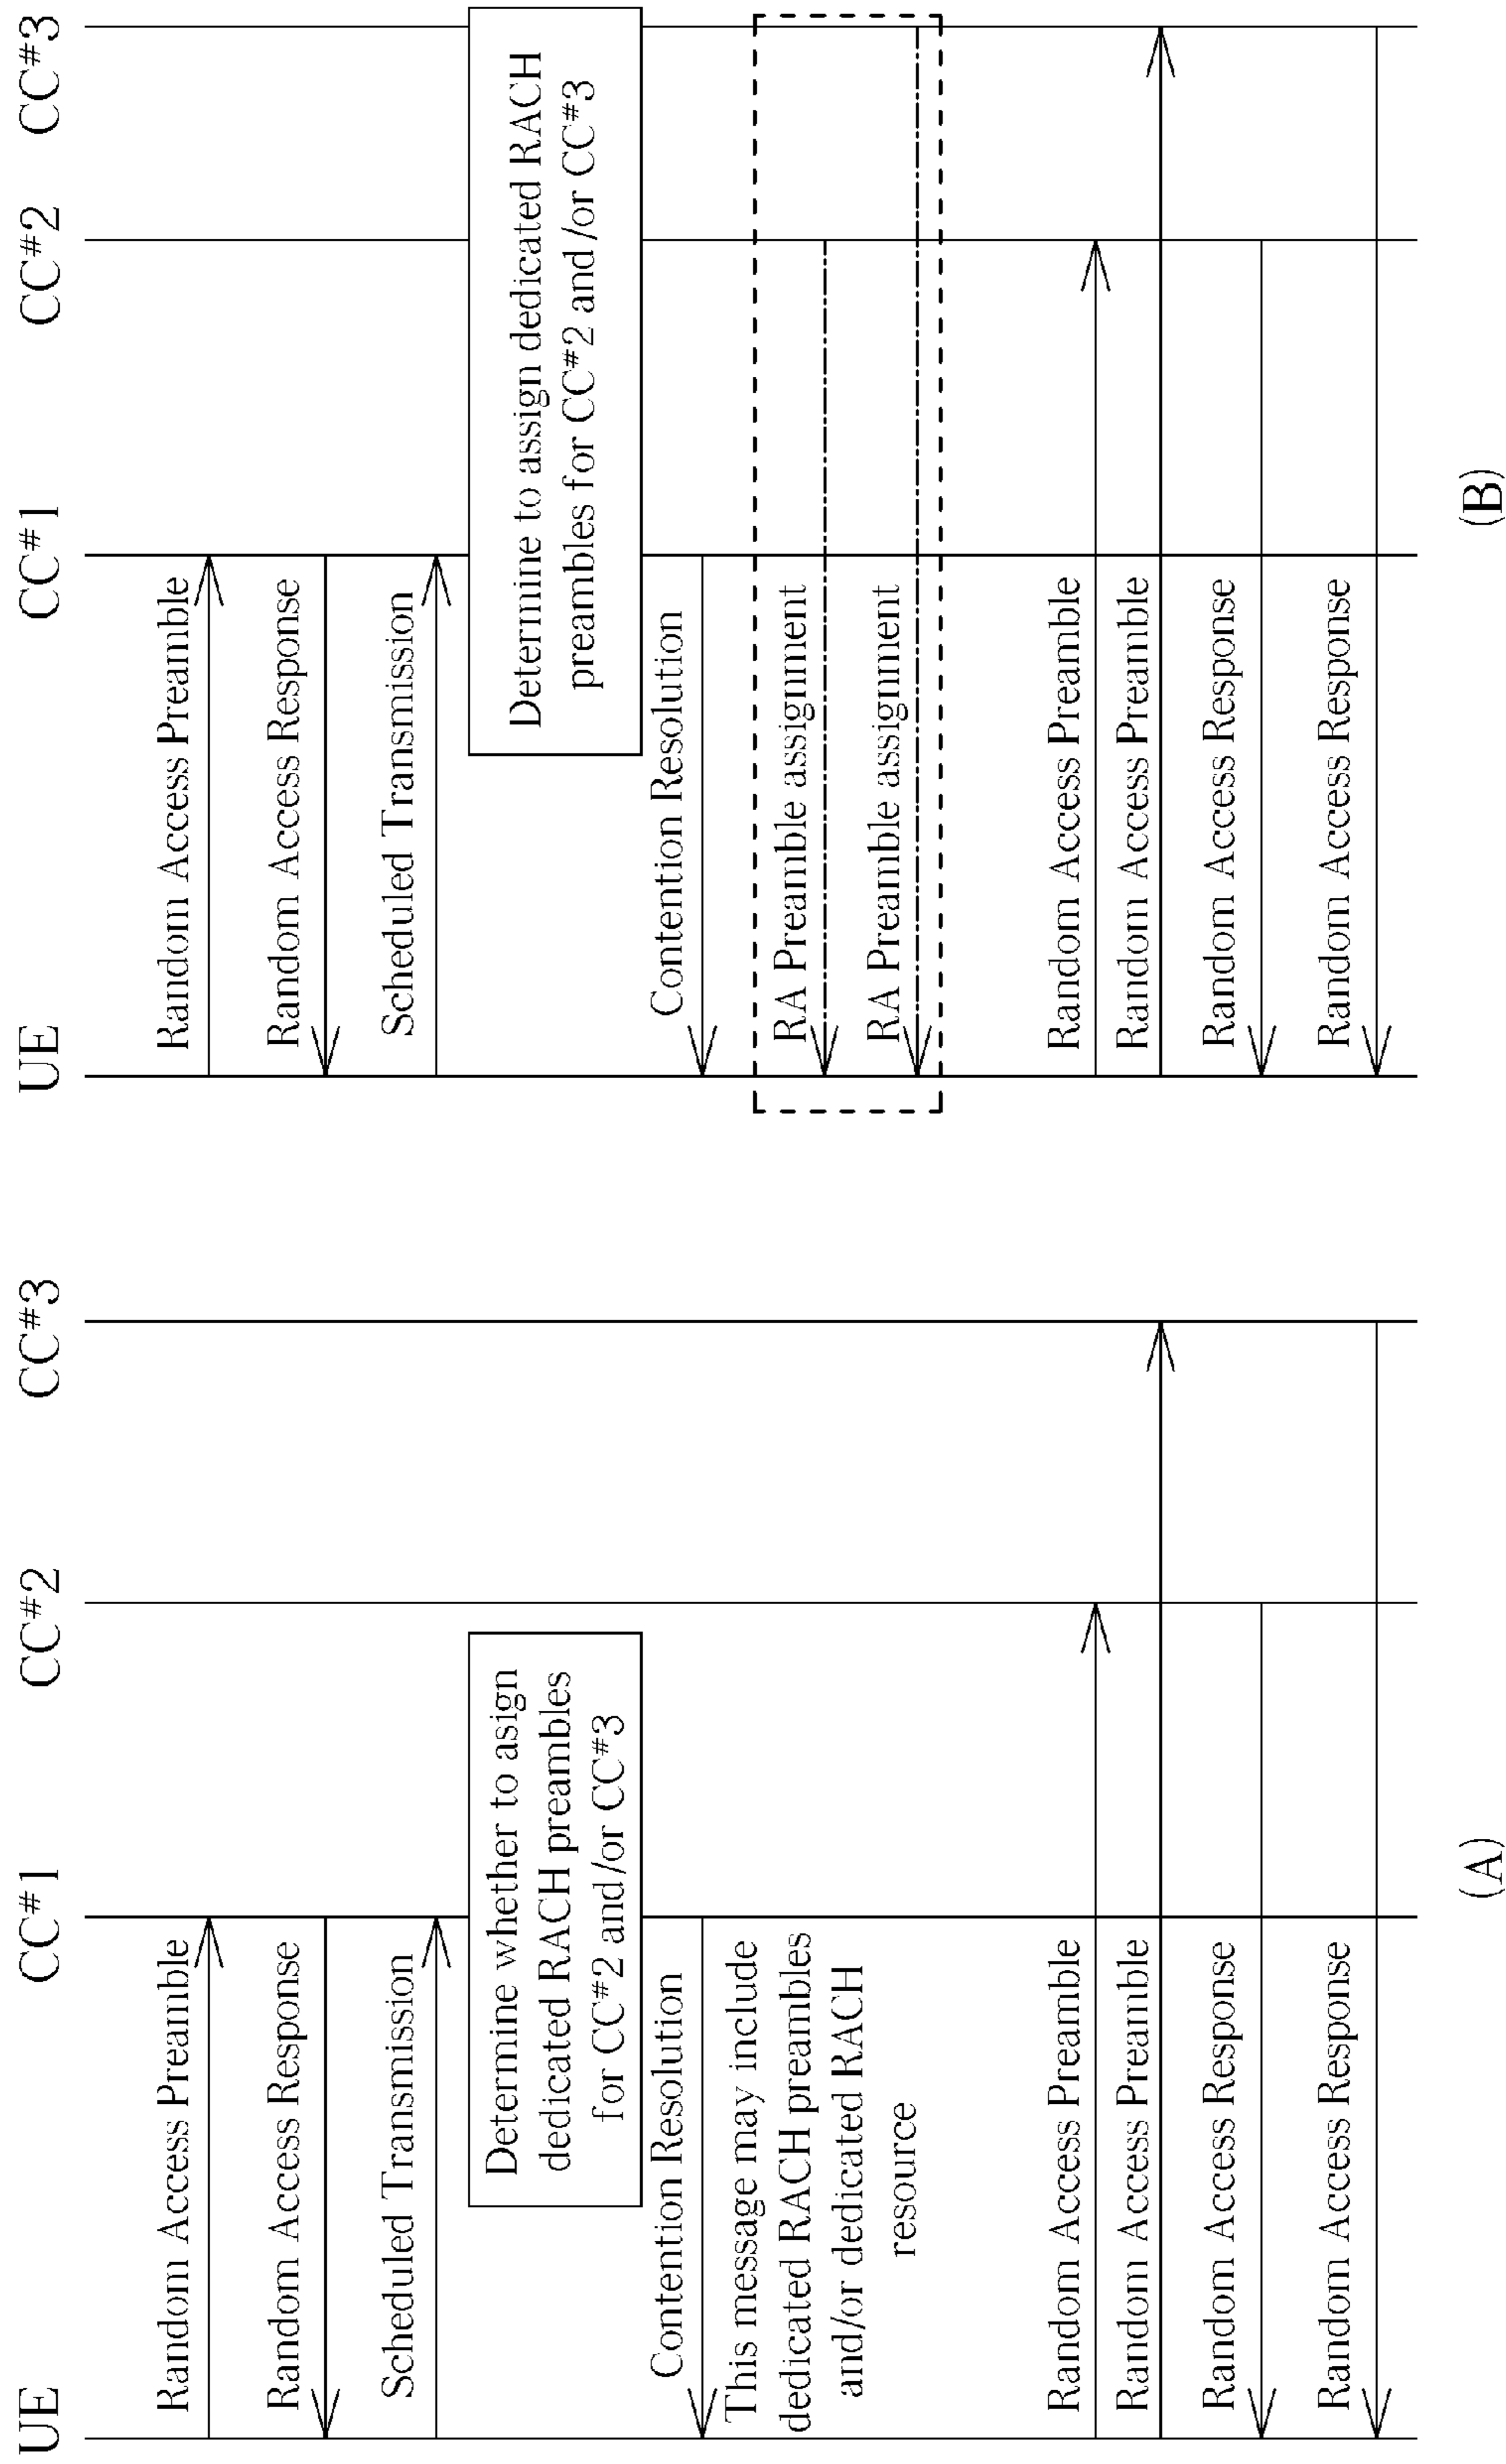 UE CC#1 CC#2 CC#3
Random Access Preamble
Random Access Response
Scheduled Transmission
Determine whether to asign
dedicated RACH preambles
for CC#2 and/or CC#3
Contention Resolution
This message may include
dedicated RACH preambles
and/or dedicated RACH
resource
Random Access Preamble
Random Access Preamble
Random Access Response
Random Access Response
(A)
UE CC#1 CC#2 CC#3
Random Access Preamble
Random Access Response
Scheduled Transmission
Determine to assign dedicated RACH
preambles for CC#2 and/or CC#3
Contention Resolution
RA Preamble assignment
RA Preamble assignment
Random Access Preamble
Random Access Preamble
Random Access Response
Random Access Response
(B)